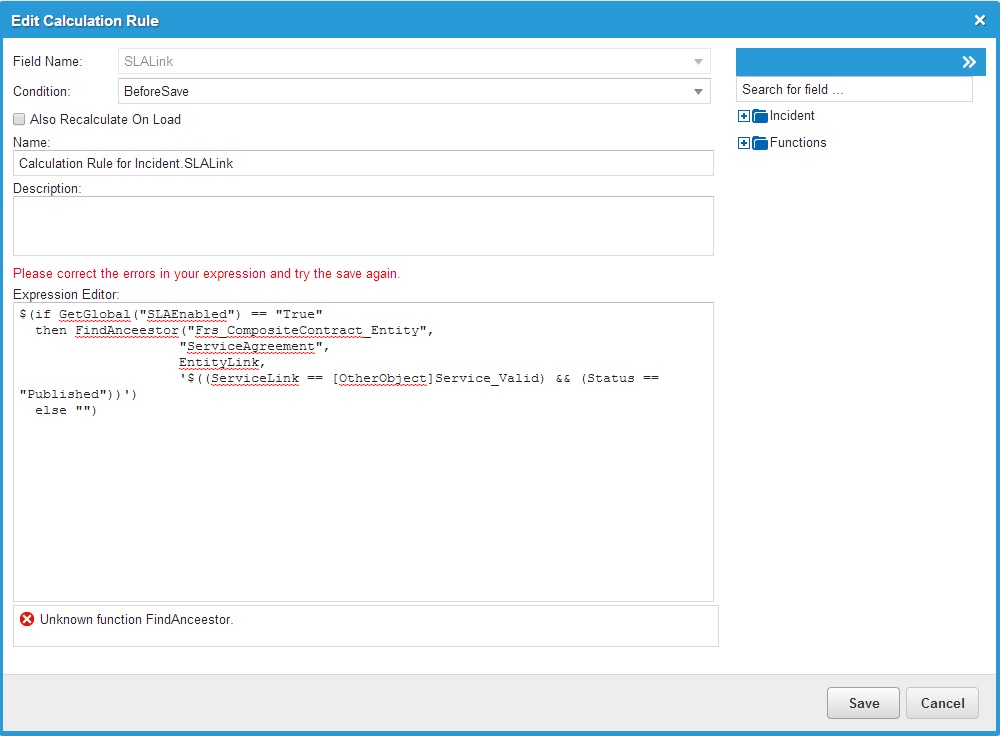 Edit Calculation Rule
Field Name: SLALink
Condition: BeforeSave
Also Recalculate On Load
Name:
Calculation Rule for Incident.SLALink
Description:
Please correct the errors in your expression and try the save again.
Expression Editor:
$(if GetGlobal("SLAEnabled") == "True"
then FindAnceestor("Frs_CompositeContract_Entity",
"ServiceAgreement",
EntityLink,
'$((ServiceLink == [OtherObject]Service_Valid) && (Status ==
"Published"))')
else "")
Unknown function FindAnceestor.
Search for field ...
Incident
Functions
Save
Cancel